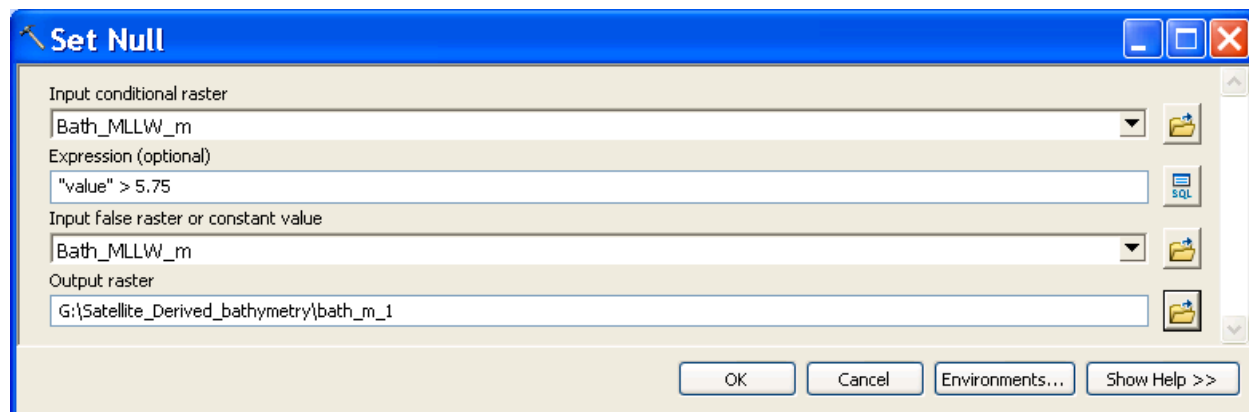 Set Null
Input conditional raster
Bath_MLLW_m
Expression (optional)
"value" > 5.75
SQL
Input false raster or constant value
Bath_MLLW_m
Output raster
G:\Satellite_Derived_bathymetry\bath_m_1
OK Cancel Environments... Show Help >>